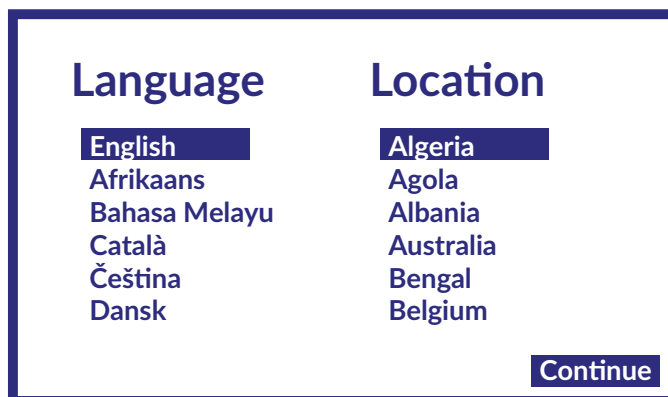 Language
English
Afrikaans
Bahasa Melayu
Català
Čeština
Dansk
Location
Algeria
Agola
Albania
Australia
Bengal
Belgium
Continue